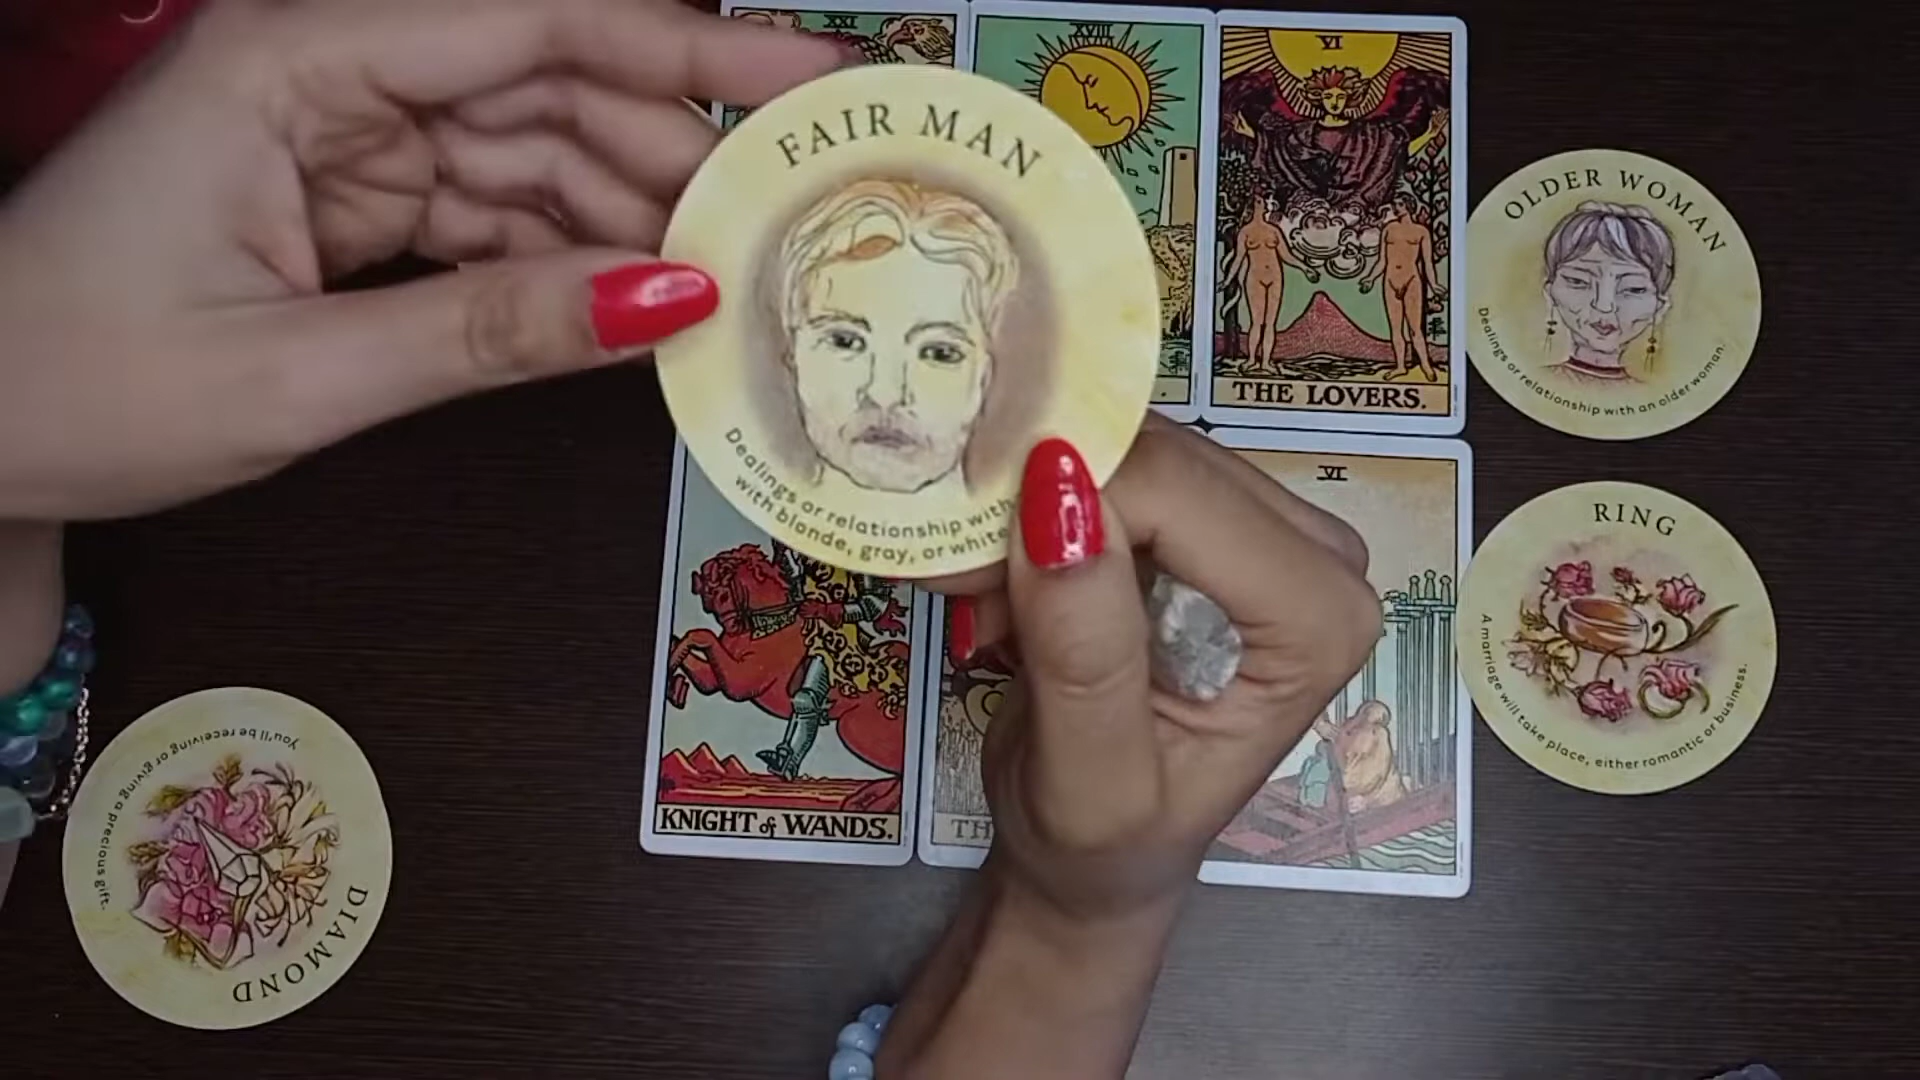 XXI
XVIII
VI
FAIR MAN
Dealings or relationship with
with blonde, gray, or white
THE LOVERS.
OLDER WOMAN
Dealings or relationship with an older woman.
VI
RING
A marriage will take place, either romantic or business.
KNIGHT of WANDS.
TH
You'll be receiving or giving a precious gift.
DIAMOND